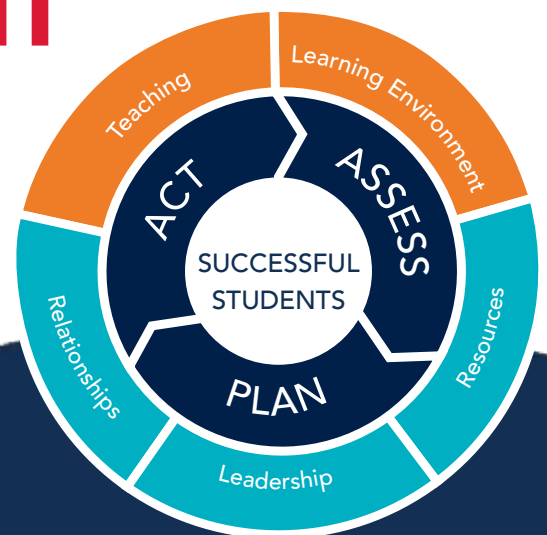 Teaching
Learning Environment
ACT
ASSESS
SUCCESSFUL
STUDENTS
Relationships
Resources
PLAN
Leadership